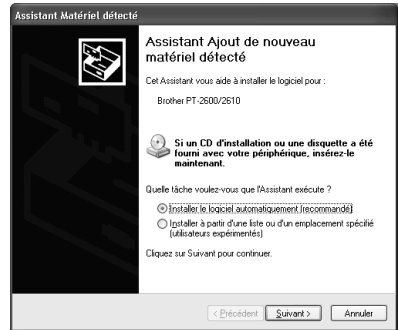 Assistant Matériel détecté
Assistant Ajout de nouveau
matériel détecté
Cet Assistant vous aide à installer le logiciel pour :
Brother PT-2600/2610
Si un CD d'installation ou une disquette a été
fourni avec votre périphérique, insérez-le
maintenant.
Quelle tâche voulez-vous que l'Assistant exécute ?
Installer le logiciel automatiquement (recommandé)
Installer à partir d'une liste ou d'un emplacement spécifié
(utilisateurs expérimentés)
Cliquez sur Suivant pour continuer.
< Précédent
Suivant >
Annuler